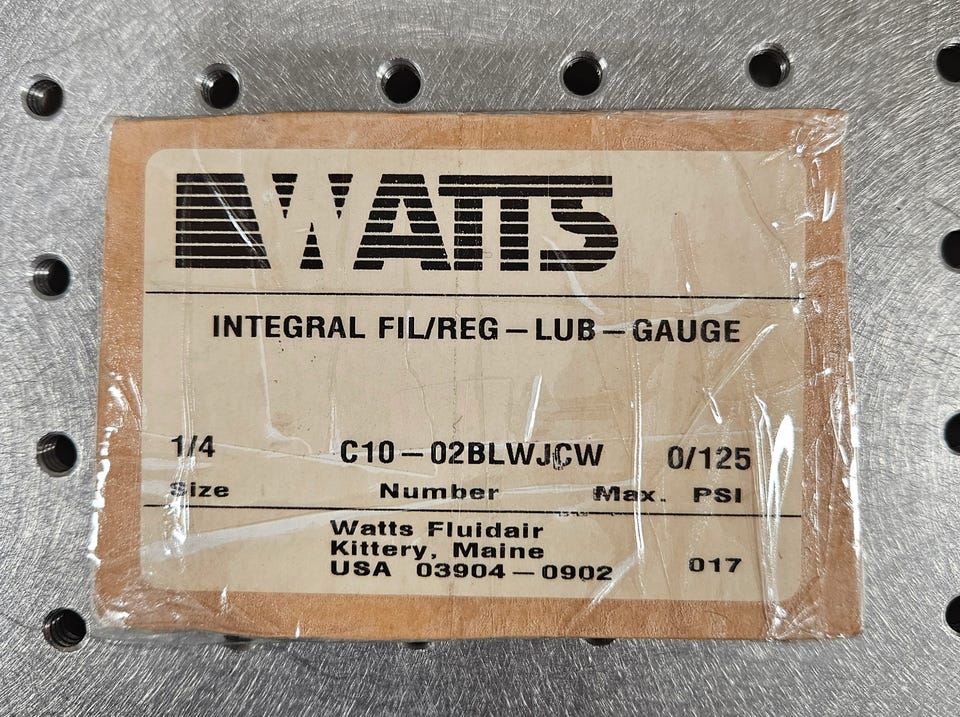 WATTS
INTEGRAL FIL/REG – LUB – GAUGE
1/4 C10 – 02BLWJCW 0/125
Size Number Max. PSI
Watts Fluidair
Kittery, Maine
USA 03904 – 0902 017